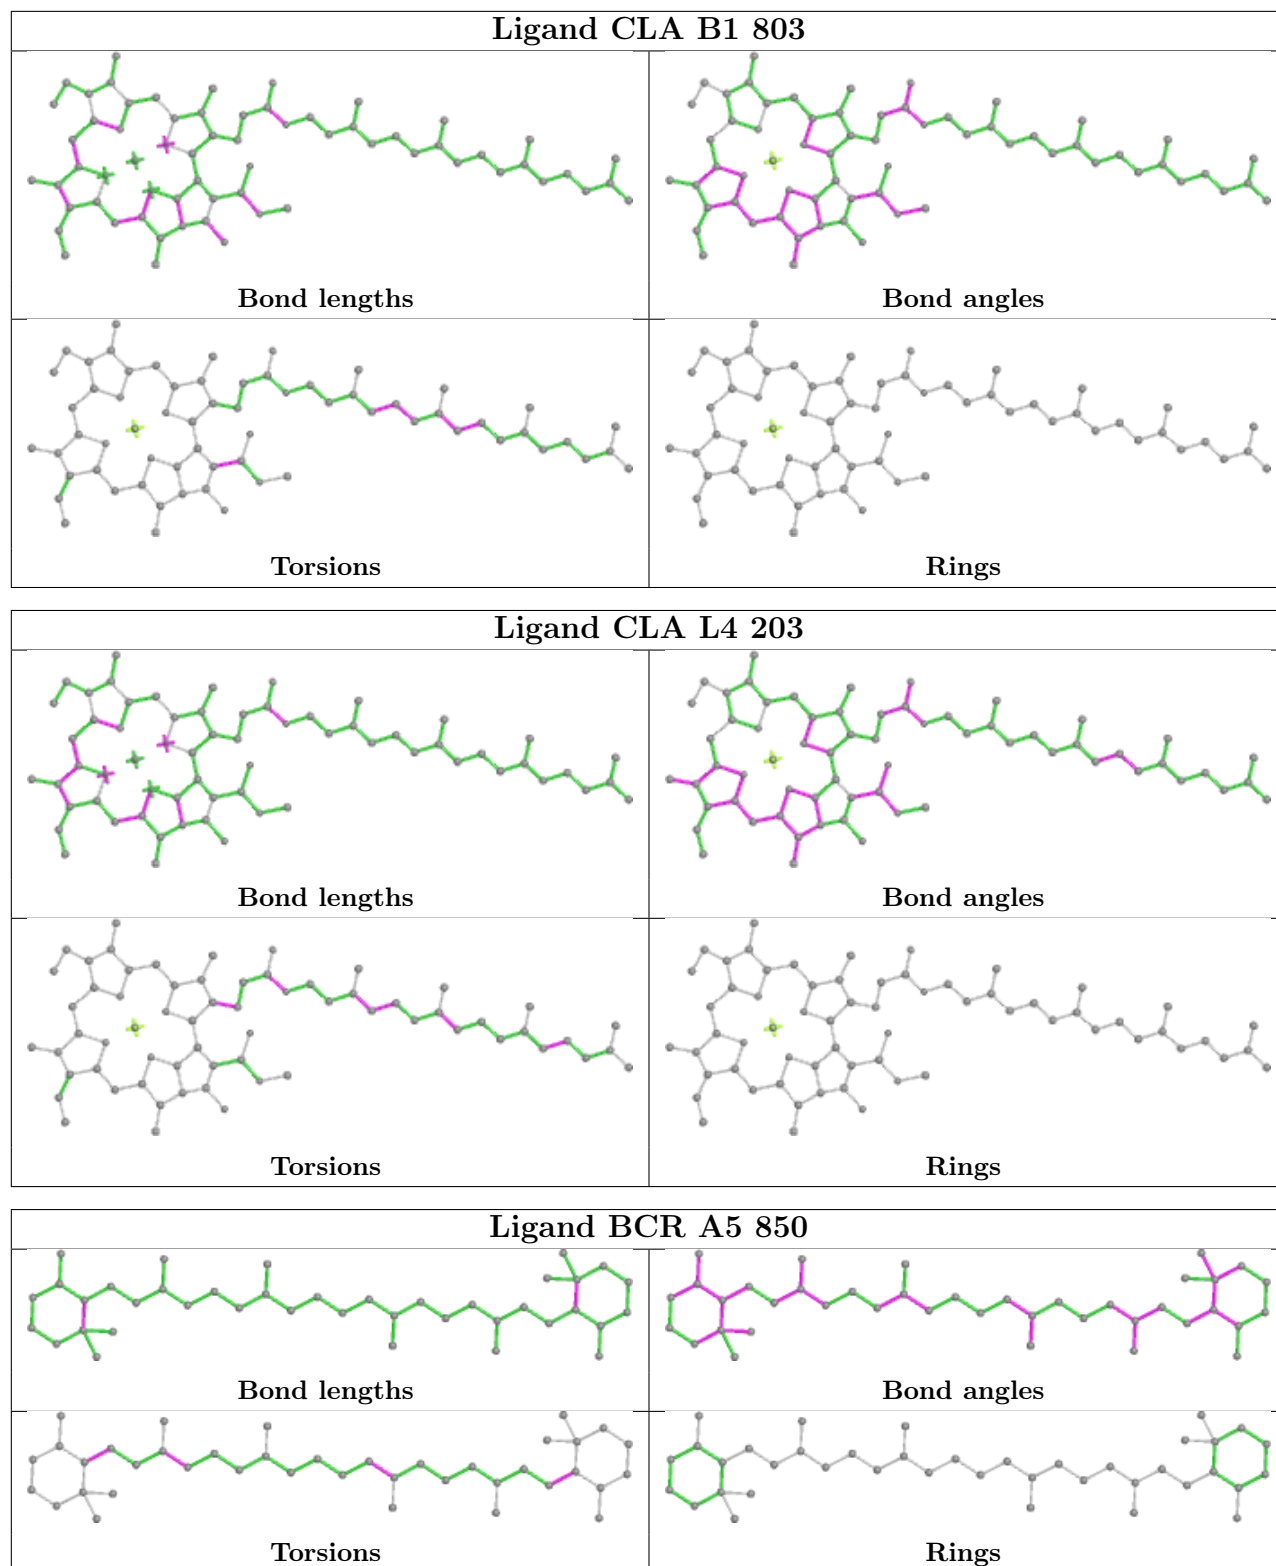 Ligand CLA B1 803
Bond lengths
Bond angles
Torsions
Rings
Ligand CLA L4 203
Bond lengths
Bond angles
Torsions
Rings
Ligand BCR A5 850
Bond lengths
Bond angles
Torsions
Rings